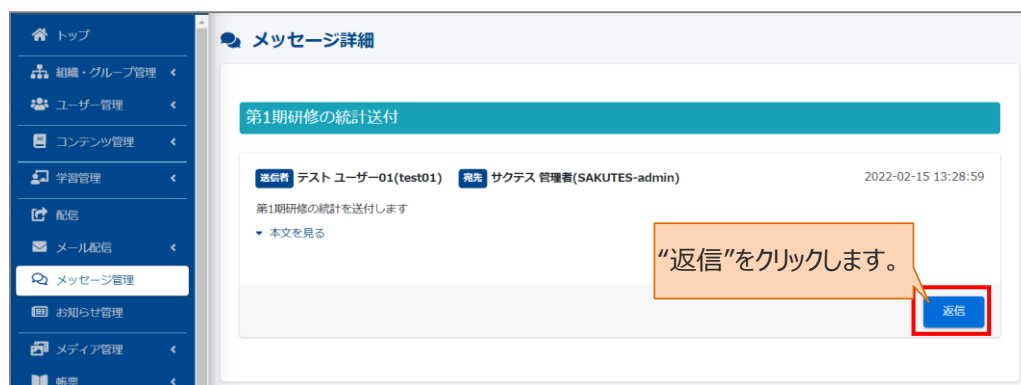 トップ
組織・グループ管理
ユーザー管理
コンテンツ管理
学習管理
配信
メール配信
メッセージ管理
お知らせ管理
メディア管理
帳票
メッセージ詳細
第1期研修の統計送付
送信者 テスト ユーザー01(test01) 宛先 サクテス 管理者(SAKUTES-admin) 2022-02-15 13:28:59
第1期研修の統計を送付します
本文を見る
“返信”をクリックします。
返信